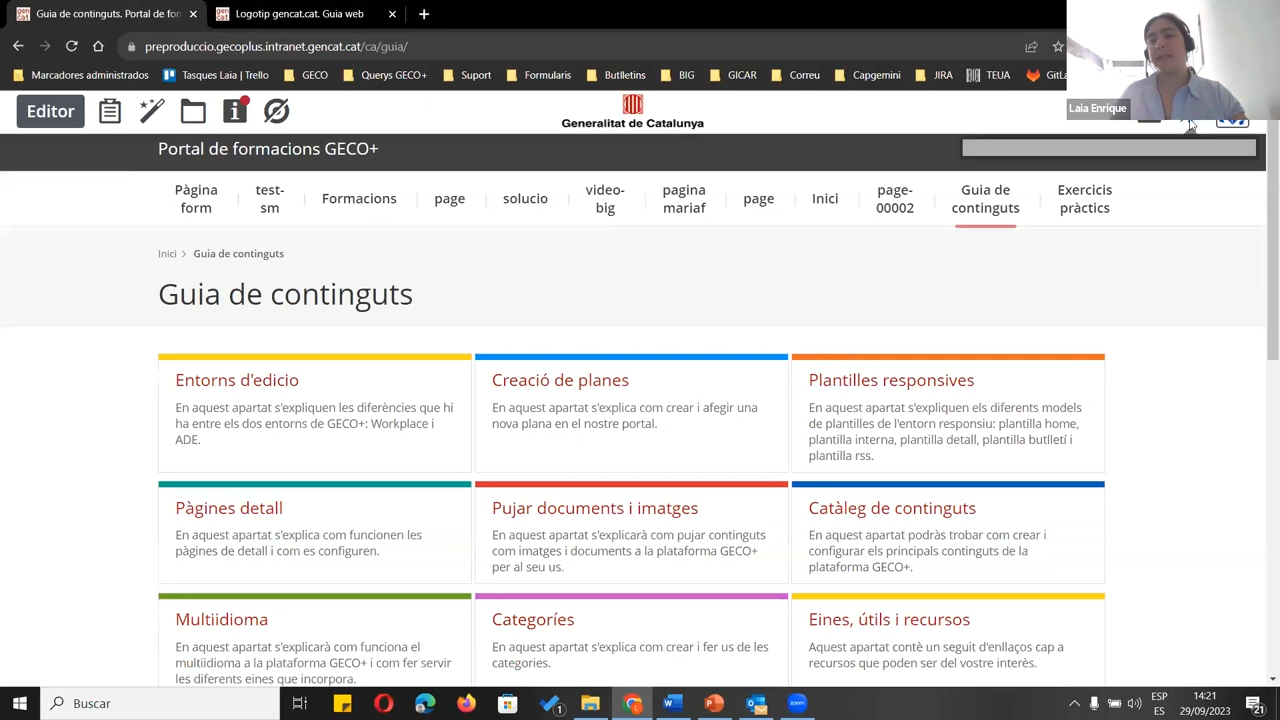 Guia de continguts. Portal de for
Logotip gencat.cat. Guia web
preproduccio.gecoplus.intranet.gencat.cat/ca/guia/
Marcadores administrados
Tasques Laia | Trello
GECO
Querys GECO+
Suport
Formularis
Butlletins
BIG
GICAR
Correu
Capgemini
JIRA
TEUA
GitLa
Laia Enrique
Editor
Generalitat de Catalunya
Portal de formacions GECO+
Pàgina form
test-sm
Formacions
page
solucio
video-big
pagina mariaf
page
Inici
page-00002
Guia de continguts
Exercicis pràctics
Inici > Guia de continguts
Guia de continguts
Entorns d'edicio
En aquest apartat s'expliquen les diferències que hi
ha entre els dos entorns de GECO+: Workplace i
ADE.
Creació de planes
En aquest apartat s'explica com crear i afegir una
nova plana en el nostre portal.
Plantilles responsives
En aquest apartat s'expliquen els diferents models
de plantilles de l'entorn responsiu: plantilla home,
plantilla interna, plantilla detall, plantilla butlletí i
plantilla rss.
Pàgines detall
En aquest apartat s'explica com funcionen les
pàgines de detall i com es configuren.
Pujar documents i imatges
En aquest apartat s'explicarà com pujar continguts
com imatges i documents a la plataforma GECO+
per al seu us.
Catàleg de continguts
En aquest apartat podràs trobar com crear i
configurar els principals continguts de la
plataforma GECO+.
Multiidioma
En aquest apartat s'explicarà com funciona el
multiidioma a la plataforma GECO+ i com fer servir
les diferents eines que incorpora.
Categoríes
En aquest apartat s'explica com crear i fer us de les
categories.
Eines, útils i recursos
Aquest apartat contè un seguit d'enllaços cap a
recursos que poden ser del vostre interès.
Buscar
1
zoom
ESP
ES
14:21
29/09/2023
21